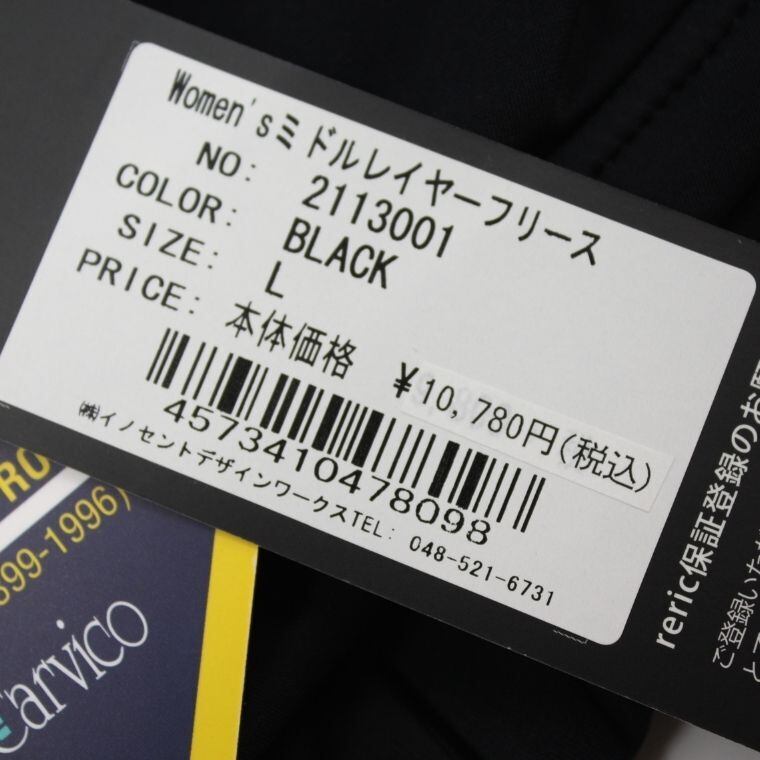 Women'sミドルレイヤーフリース
NO: 2113001
COLOR: BLACK
SIZE: L
PRICE: 本体価格 ¥10,780円(税込)
4573410478098
㈱イノセントデザインワークスTEL: 048-521-6731
reric保証登録のお
ご登録いただ
RO
899-1996)
Carvico